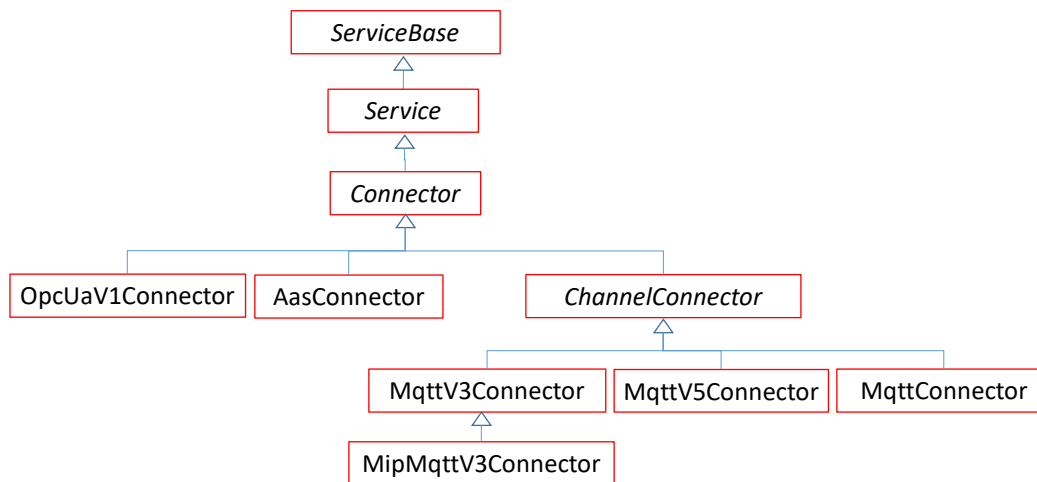 ServiceBase
Service
Connector
OpcUaV1Connector
AasConnector
ChannelConnector
MqttV3Connector
MqttV5Connector
MqttConnector
MipMqttV3Connector